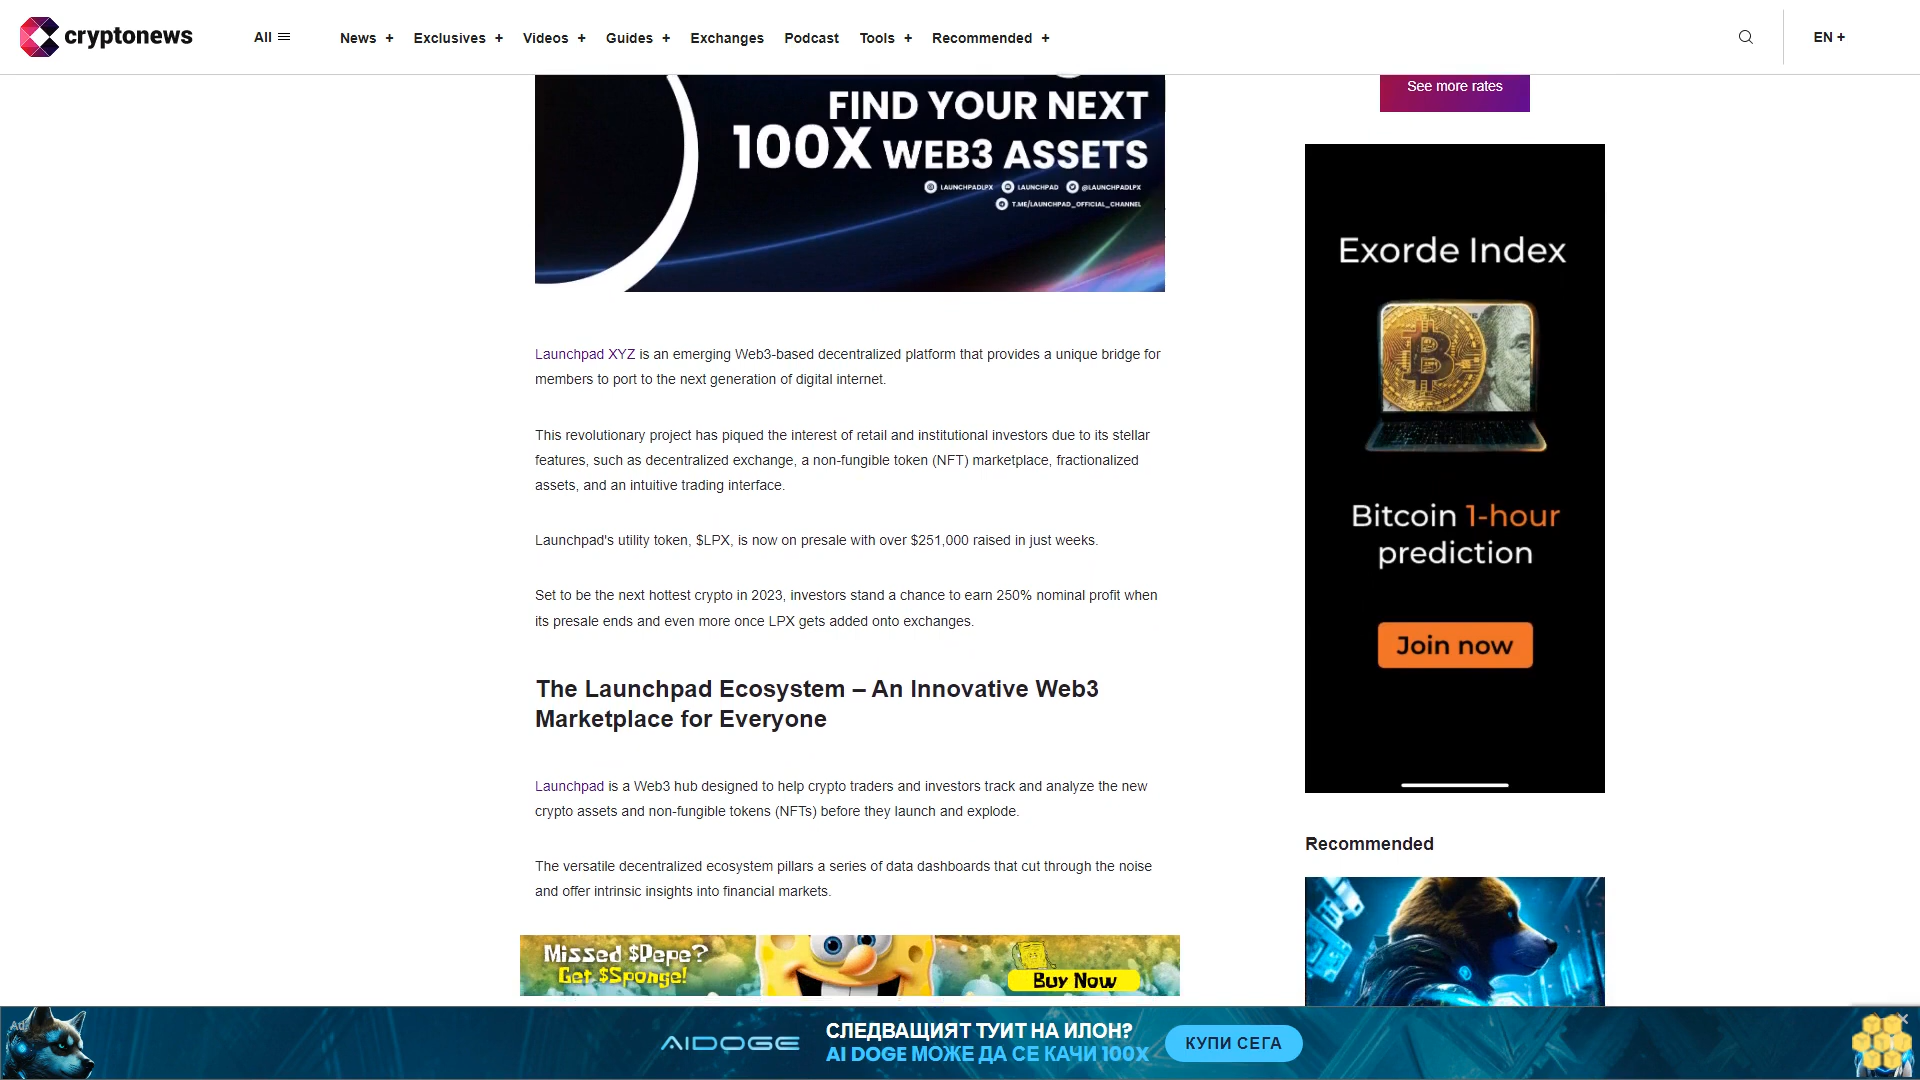 cryptonews
All
News +
Exclusives +
Videos +
Guides +
Exchanges
Podcast
Tools +
Recommended +
EN +
FIND YOUR NEXT
100X WEB3 ASSETS
LAUNCHPADLPX LAUNCHPAD @LAUNCHPADLPX
T.ME/LAUNCHPAD_OFFICIAL_CHANNEL
Launchpad XYZ is an emerging Web3-based decentralized platform that provides a unique bridge for
members to port to the next generation of digital internet.
This revolutionary project has piqued the interest of retail and institutional investors due to its stellar
features, such as decentralized exchange, a non-fungible token (NFT) marketplace, fractionalized
assets, and an intuitive trading interface.
Launchpad's utility token, $LPX, is now on presale with over $251,000 raised in just weeks.
Set to be the next hottest crypto in 2023, investors stand a chance to earn 250% nominal profit when
its presale ends and even more once LPX gets added onto exchanges.
The Launchpad Ecosystem – An Innovative Web3
Marketplace for Everyone
Launchpad is a Web3 hub designed to help crypto traders and investors track and analyze the new
crypto assets and non-fungible tokens (NFTs) before they launch and explode.
The versatile decentralized ecosystem pillars a series of data dashboards that cut through the noise
and offer intrinsic insights into financial markets.
Missed $Pepe?
Get $Sponge!
Buy Now
See more rates
Exorde Index
Bitcoin 1-hour
prediction
Join now
Recommended
Ad
AIDOGE
СЛЕДВАЩИЯТ ТУИТ НА ИЛОН?
AI DOGE МОЖЕ ДА СЕ КАЧИ 100X
КУПИ СЕГА